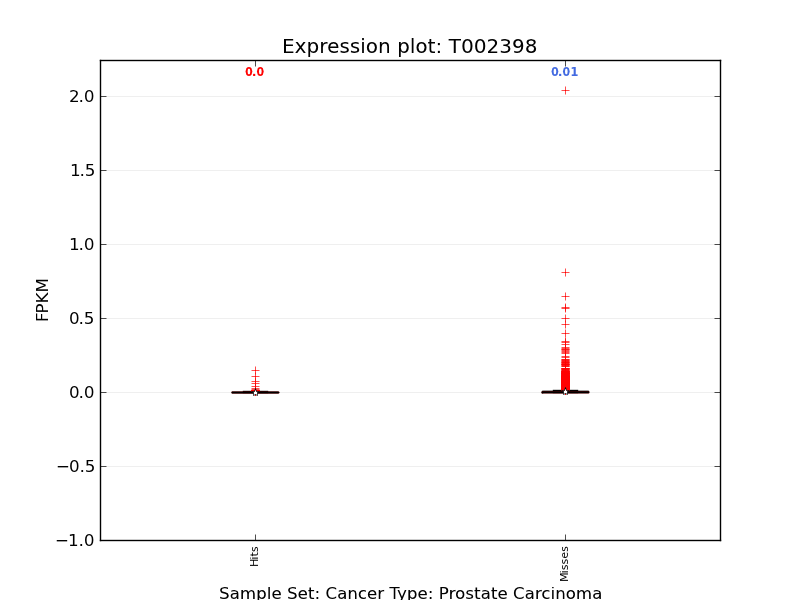 Expression plot: T002398
0.0
0.01
2.0
1.5
1.0
0.5
0.0
−0.5
−1.0
FPKM
Hits
Misses
Sample Set: Cancer Type: Prostate Carcinoma